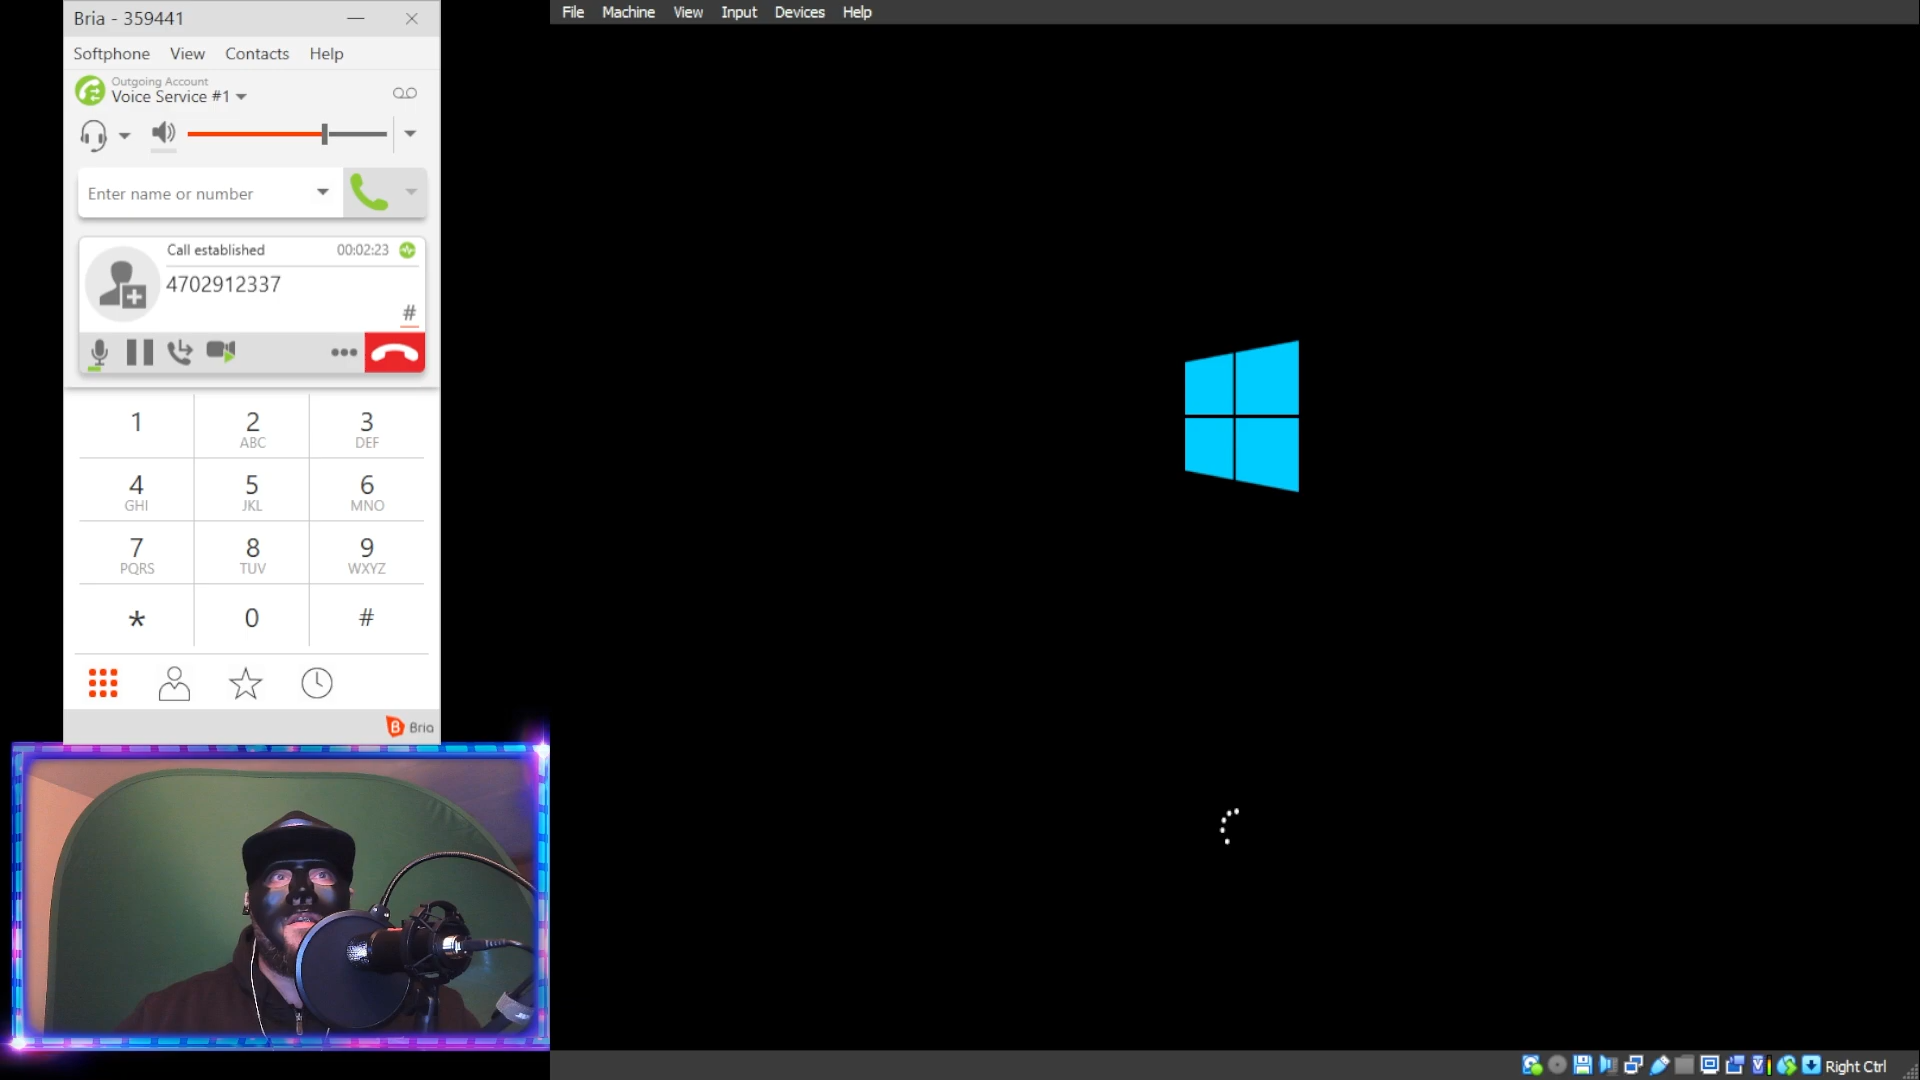 Bria - 359441
Softphone View Contacts Help
Outgoing Account
Voice Service #1
Enter name or number
Call established 00:02:23
4702912337
#
1 2 3
ABC DEF
4 5 6
GHI JKL MNO
7 8 9
PQRS TUV WXYZ
* 0 #
Bria
File Machine View Input Devices Help
Right Ctrl